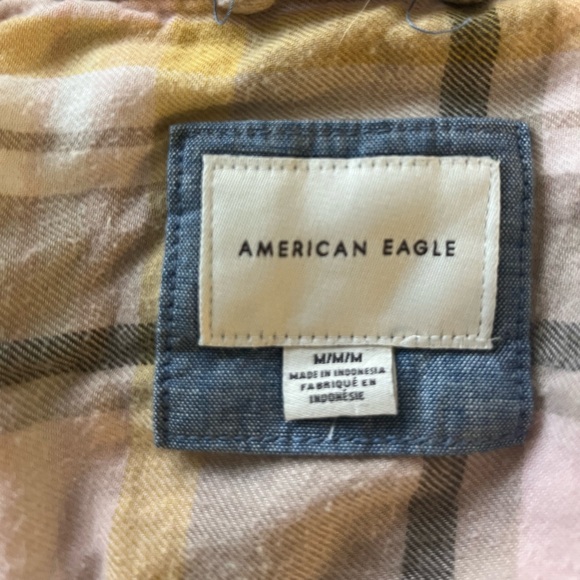 AMERICAN EAGLE
M/M/M
MADE IN INDONESIA
FABRIQUÉ EN
INDONÉSIE